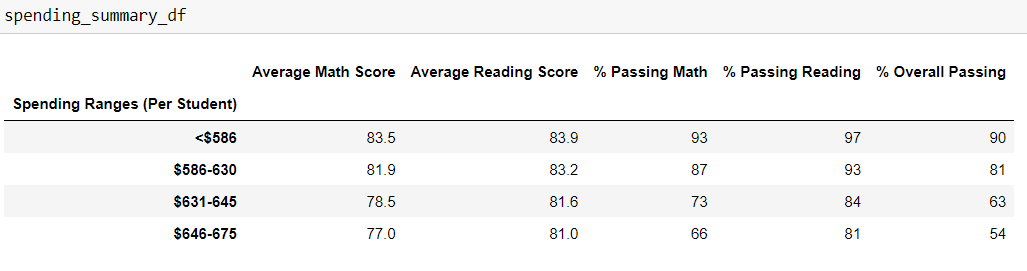 spending_summary_df
Average Math Score Average Reading Score % Passing Math % Passing Reading % Overall Passing
Spending Ranges (Per Student)
<$586 83.5 83.9 93 97 90
$586-630 81.9 83.2 87 93 81
$631-645 78.5 81.6 73 84 63
$646-675 77.0 81.0 66 81 54